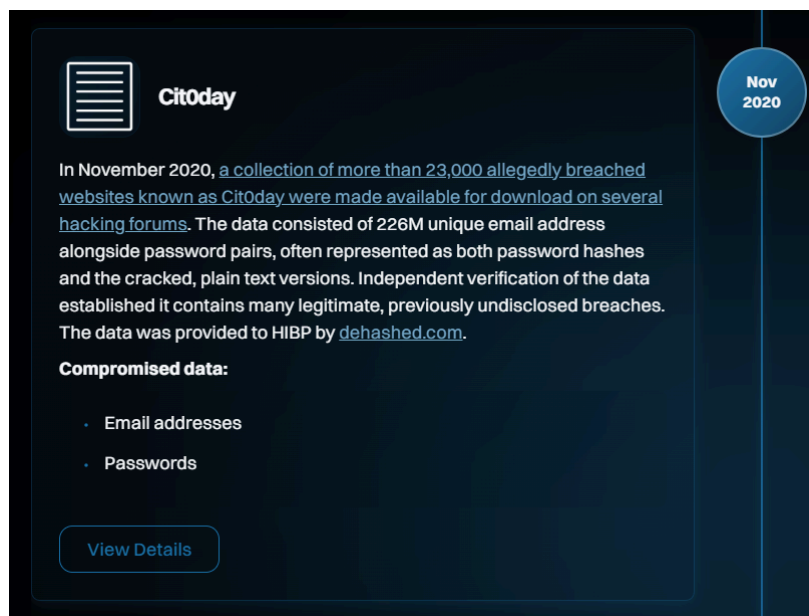 Cit0day
Nov
2020
In November 2020, a collection of more than 23,000 allegedly breached
websites known as Cit0day were made available for download on several
hacking forums. The data consisted of 226M unique email address
alongside password pairs, often represented as both password hashes
and the cracked, plain text versions. Independent verification of the data
established it contains many legitimate, previously undisclosed breaches.
The data was provided to HIBP by dehashed.com.
Compromised data:
• Email addresses
• Passwords
View Details